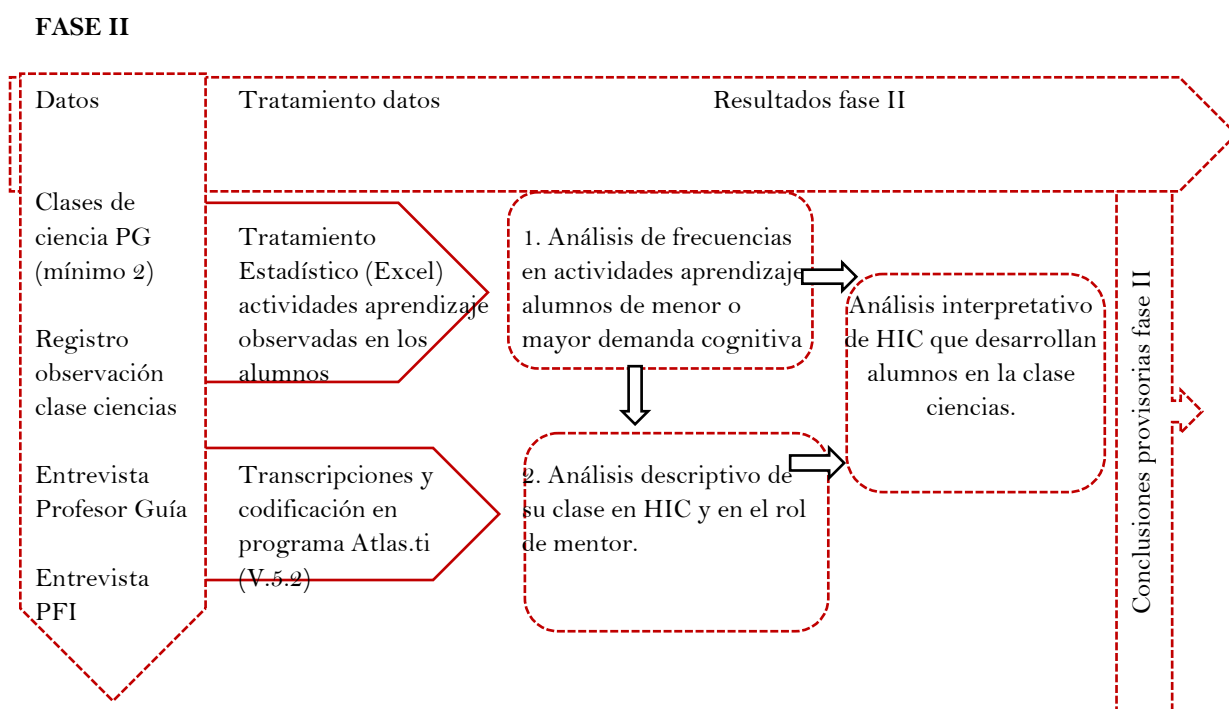 FASE II
Datos
Tratamiento datos
Resultados fase II
Clases de
ciencia PG
(mínimo 2)
Registro
observación
clase ciencias
Entrevista
Profesor Guía
Entrevista
PFI
Tratamiento
Estadístico (Excel)
actividades aprendizaje
observadas en los
alumnos
Transcripciones y
codificación en
programa Atlas.ti
(V.5.2)
1. Análisis de frecuencias
en actividades aprendizaje
alumnos de menor o
mayor demanda cognitiva
2. Análisis descriptivo de
su clase en HIC y en el rol
de mentor.
Análisis interpretativo
de HIC que desarrollan
alumnos en la clase
ciencias.
Conclusiones provisorias fase II